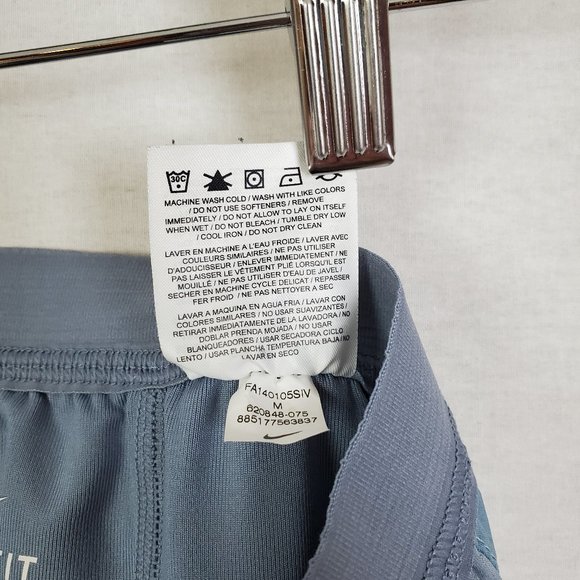 30C
MACHINE WASH COLD / WASH WITH LIKE COLORS
/ DO NOT USE SOFTENERS / REMOVE
IMMEDIATELY / DO NOT ALLOW TO LAY ON ITSELF
WHEN WET / DO NOT BLEACH / TUMBLE DRY LOW
/ COOL IRON / DO NOT DRY CLEAN
LAVER EN MACHINE A L'EAU FROIDE / LAVER AVEC
COULEURS SIMILAIRES / NE PAS UTILISER
D'ADOUCISSEUR / ENLEVER IMMEDIATEMENT / NE
PAS LAISSER LE VÊTEMENT PLIÉ LORSQU'IL EST
MOUILLÉ / NE PAS UTILISER D'EAU DE JAVEL /
SECHER EN MACHINE CYCLE DELICAT / REPASSER
FER FROID / NE PAS NETTOYER A SEC
LAVAR A MAQUINA EN AGUA FRIA / LAVAR CON
COLORES SIMILARES / NO USAR SUAVIZANTES /
RETIRAR INMEDIATAMENTE DE LA LAVADORA / NO
DOBLAR PRENDA MOJADA / NO USAR
BLANQUEADORES / USAR SECADORA CICLO
LENTO / USAR PLANCHA TEMPERATURA BAJA / NO
LAVAR EN SECO
FA140105SIV
M
620848-075
885177563837
FIT